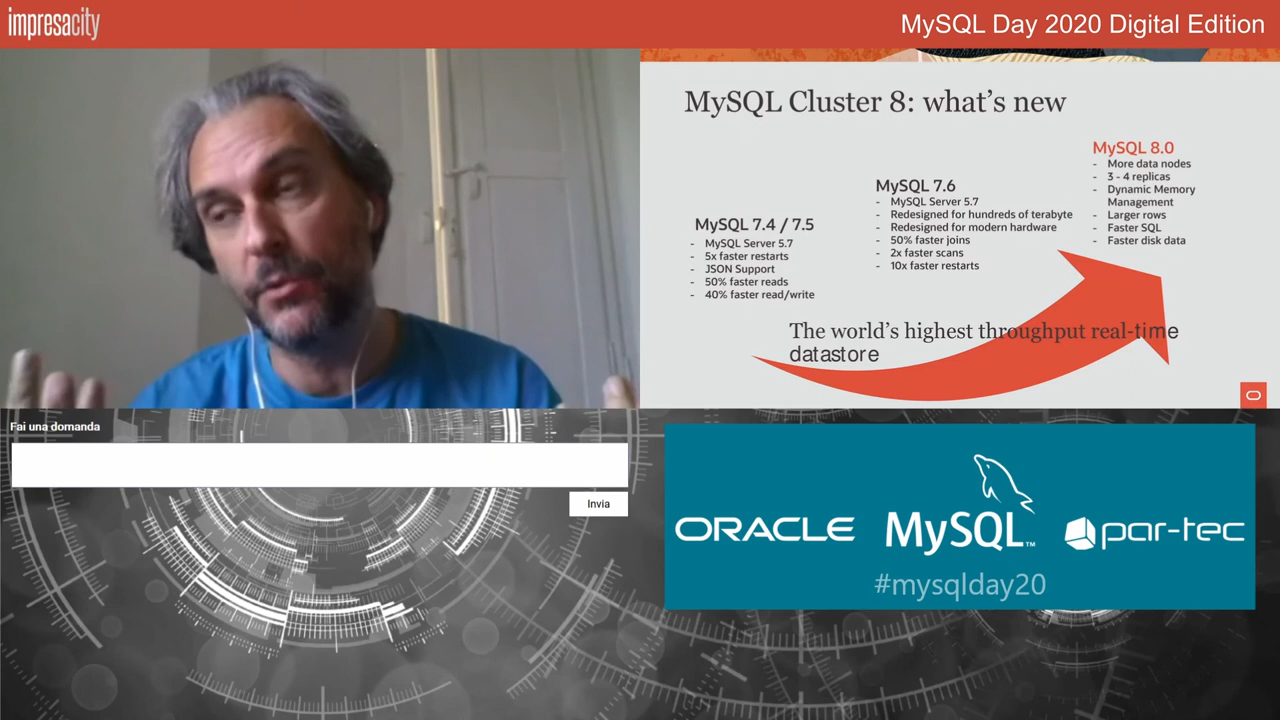 impresacity
MySQL Day 2020 Digital Edition
MySQL Cluster 8: what's new
MySQL 7.4 / 7.5
- MySQL Server 5.7
- 5x faster restarts
- JSON Support
- 50% faster reads
- 40% faster read/write
MySQL 7.6
- MySQL Server 5.7
- Redesigned for hundreds of terabyte
- Redesigned for modern hardware
- 50% faster joins
- 2x faster scans
- 10x faster restarts
MySQL 8.0
- More data nodes
- 3 - 4 replicas
- Dynamic Memory
Management
- Larger rows
- Faster SQL
- Faster disk data
The world's highest throughput real-time
datastore
Fai una domanda
Invia
ORACLE
MySQL™
par-tec
#mysqlday20